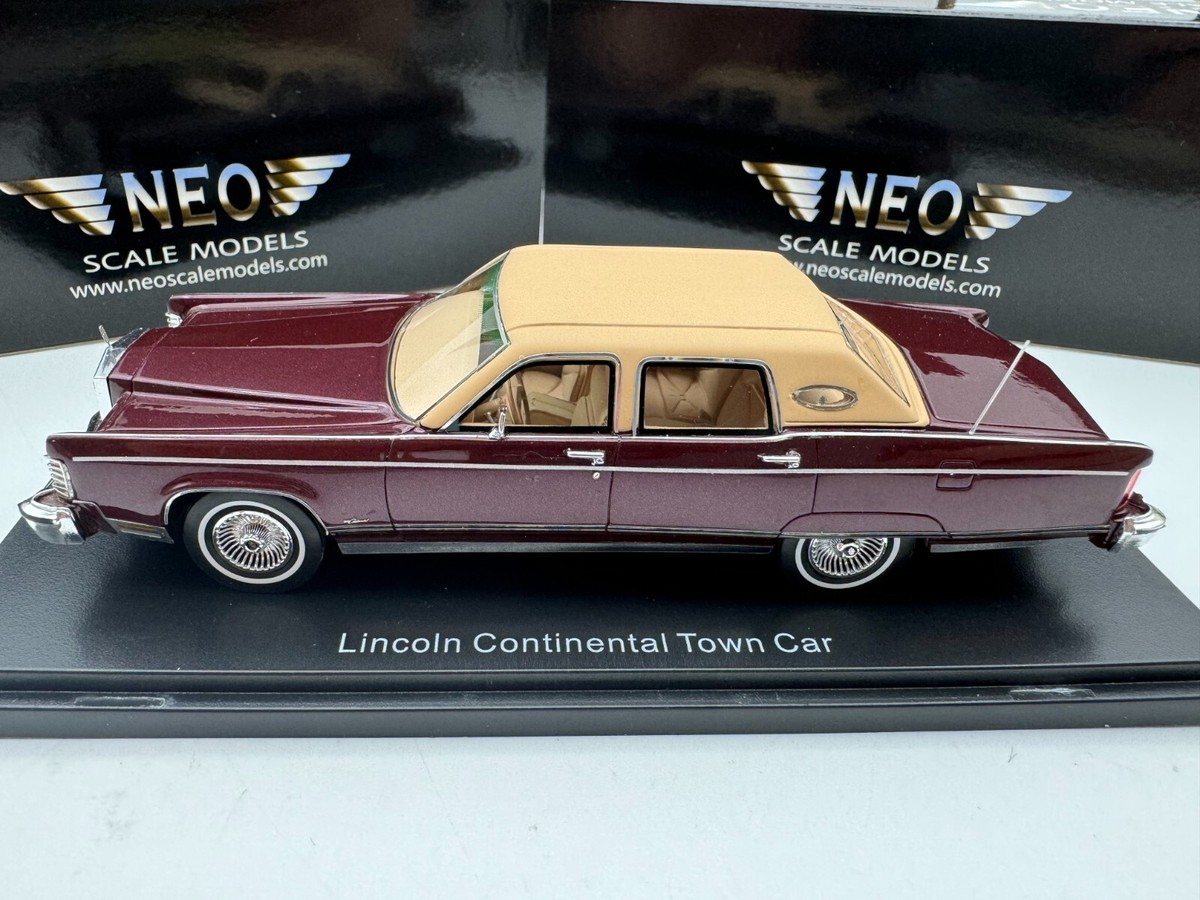 NEO
SCALE MODELS
www.neoscalemodels.com
NEO
SCALE MODELS
www.neoscalemodels.com
Lincoln Continental Town Car